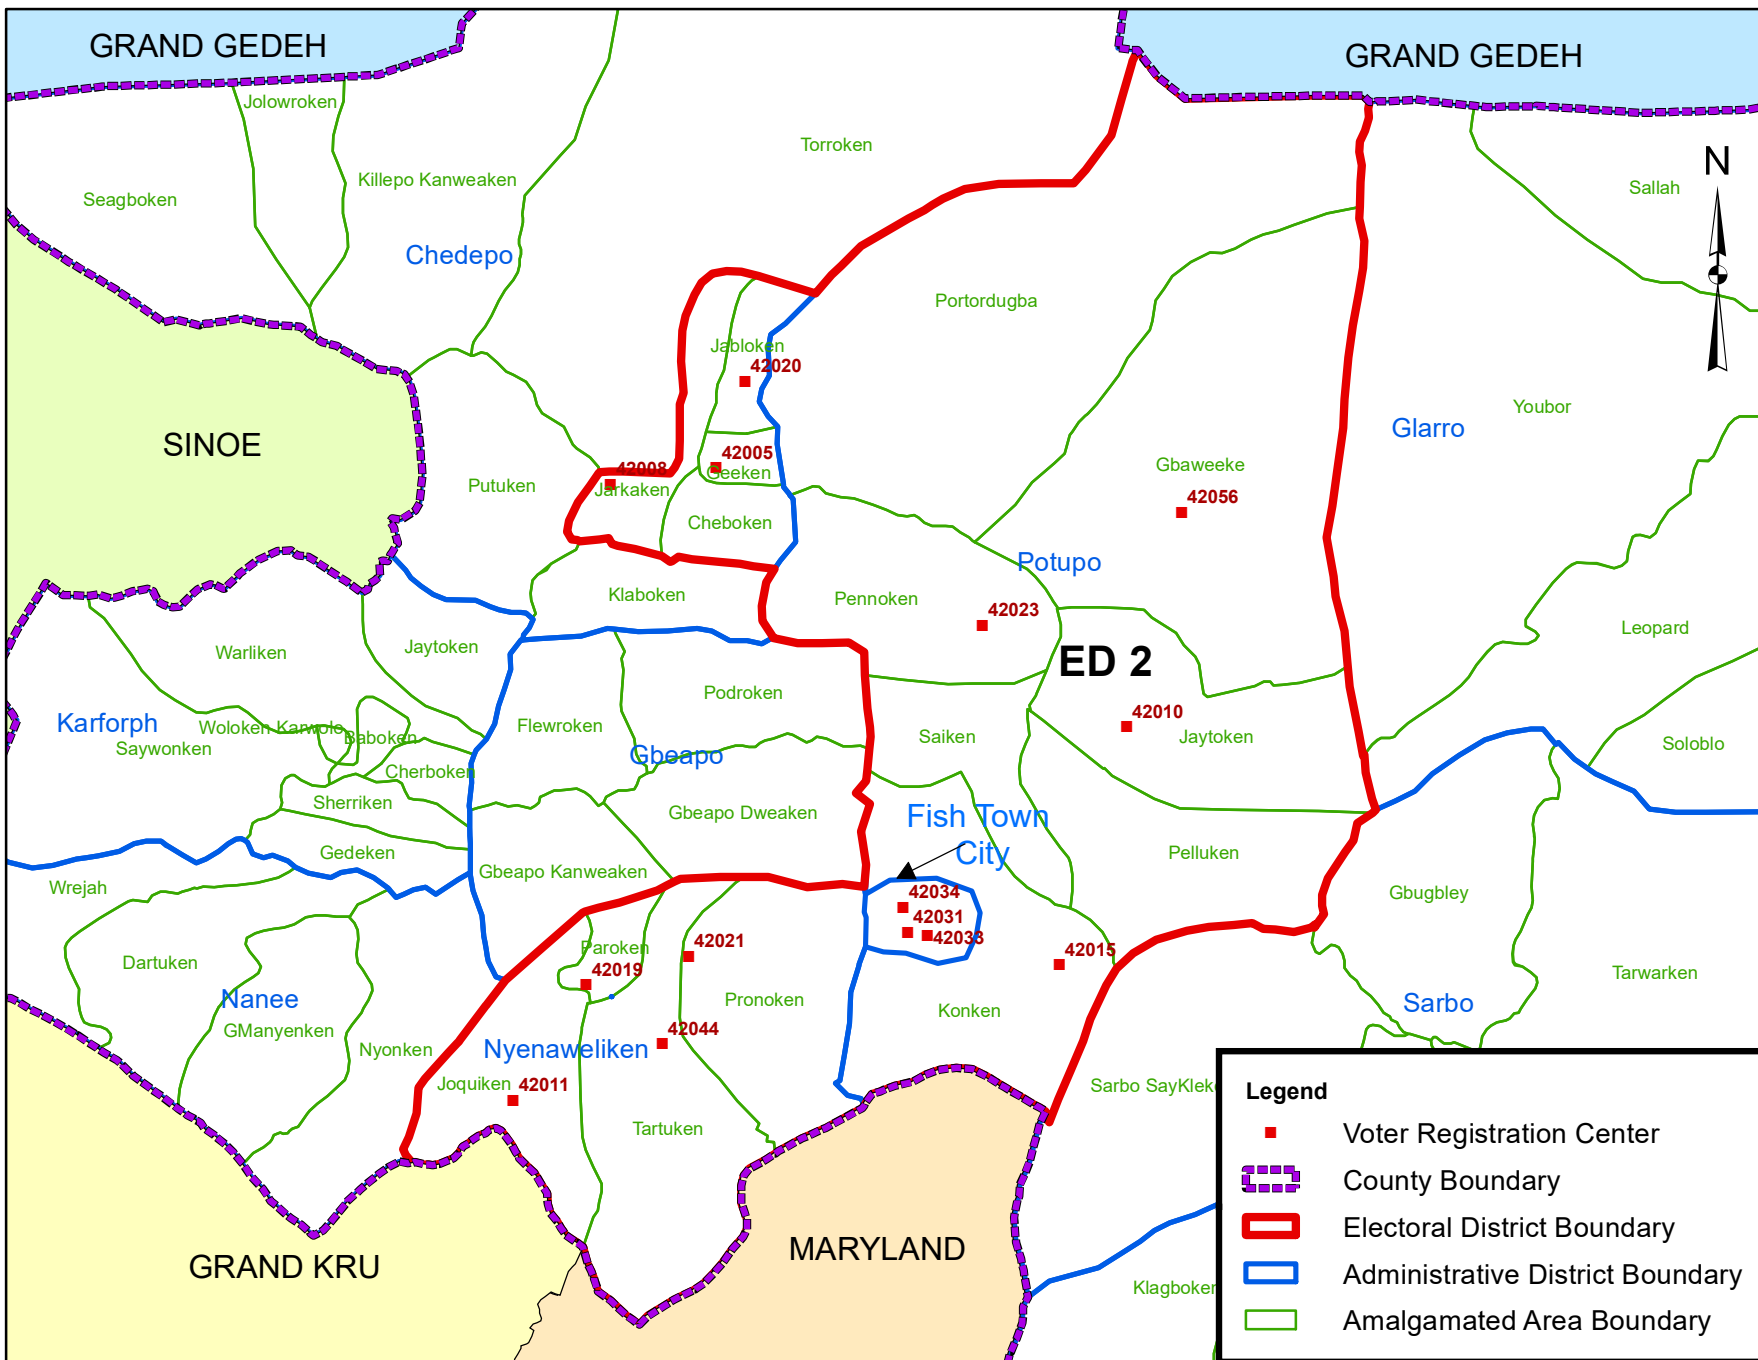 GRAND GEDEH
GRAND GEDEH
Jolowroken
Torroken
N
Killepo Kanweaken
Sallah
Seagboken
Chedepo
Portordugba
Jabloken
42020
Youbor
Glarro
SINOE
42005
42008
Geeken
Gbaweeke
Putuken
Jarkaken
42056
Cheboken
Potupo
Klaboken
Pennoken
42023
Leopard
Warliken
Jaytoken
ED 2
Podroken
42010
Karforph
Woloken Karwolo
Baboken
Flewroken
Saywonken
Gbeapo
Saiken
Jaytoken
Soloblo
Cherboken
Sherriken
Gbeapo Dweaken
Fish Town
City
Gedeken
Pelluken
Gbeapo Kanweaken
Wrejah
42034
Gbugbley
42031
42033
Paroken
42021
42015
Dartuken
42019
Tarwarken
Nanee
Pronoken
Konken
Sarbo
GManyenken
42044
Nyonken
Nyenaweliken
Joquiken
42011
Sarbo SayKlek
Tartuken
Legend
Voter Registration Center
County Boundary
Electoral District Boundary
Administrative District Boundary
Amalgamated Area Boundary
MARYLAND
GRAND KRU
Klagboken